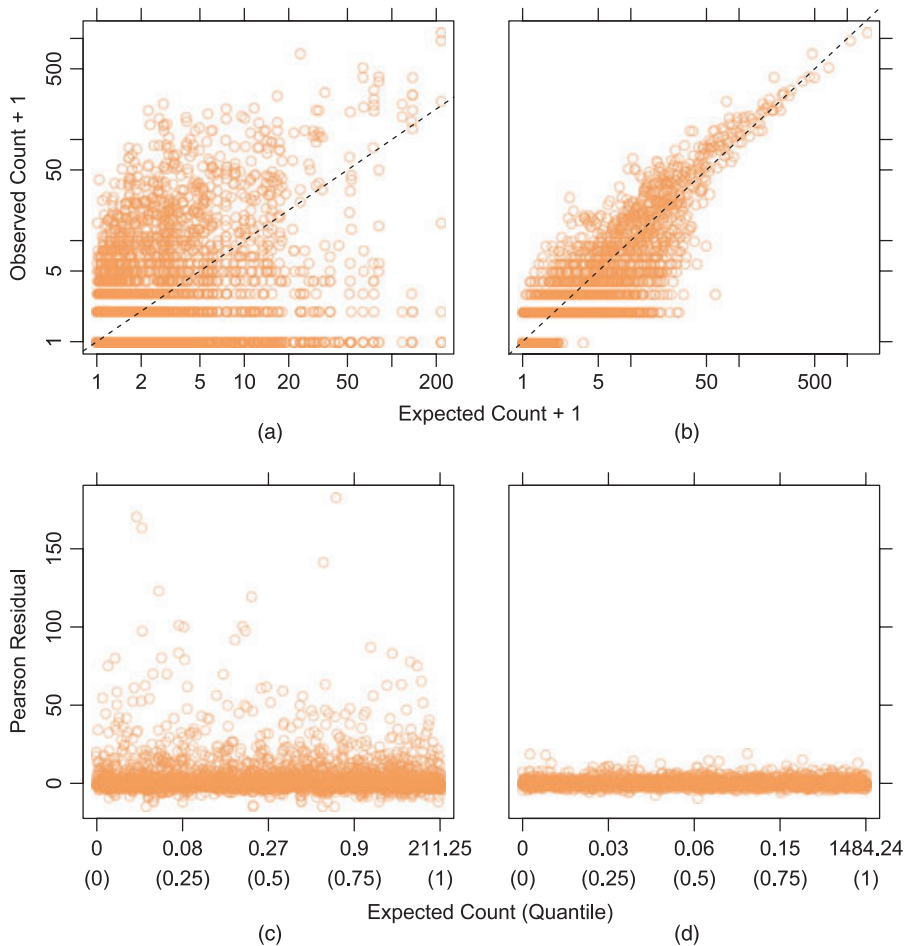 Observed Count + 1
500
50
5
1
1 2 5 10 20 50 200
1 5 50 500
Expected Count + 1
(a) (b)
Pearson Residual
150
100
50
0
0 0.08 0.27 0.9 211.25
(0) (0.25) (0.5) (0.75) (1)
0 0.03 0.06 0.15 1484.24
(0) (0.25) (0.5) (0.75) (1)
Expected Count (Quantile)
(c) (d)